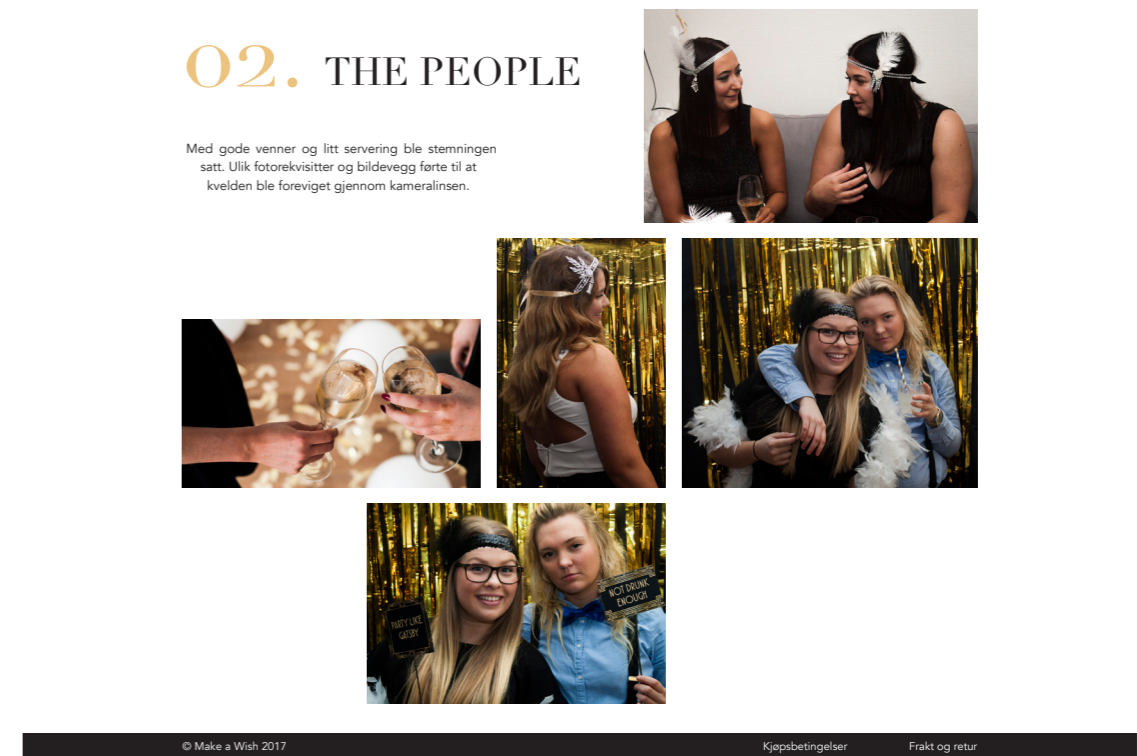 02. THE PEOPLE
Med gode venner og litt servering ble stemningen
satt. Ulik fotorekvisitter og bildevegg førte til at
kvelden ble foreviget gjennom kameralinsen.
PARTY LIKE
GATSBY
NOT DRUNK
ENOUGH
© Make a Wish 2017
Kjøpsbetingelser
Frakt og retur